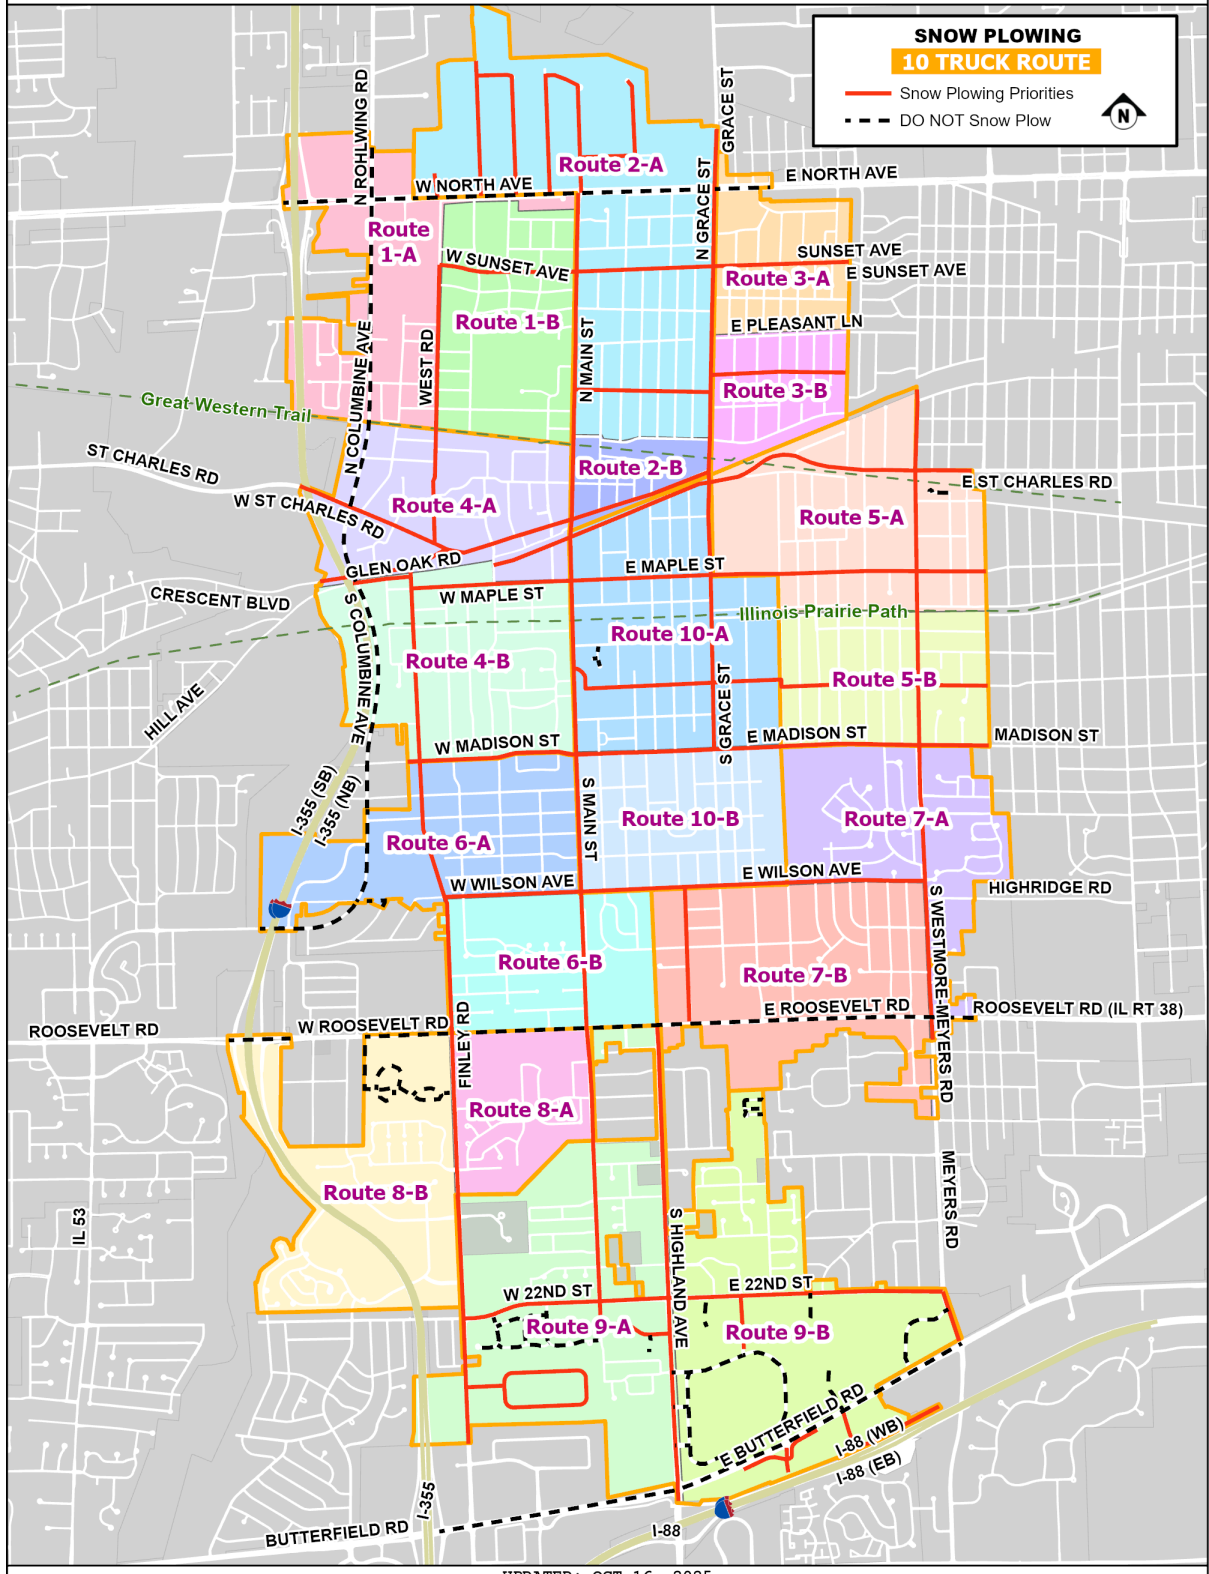 SNOW PLOWING
10 TRUCK ROUTE
Snow Plowing Priorities
DO NOT Snow Plow
N
N ROHLWING RD
GRACE ST
Route 2-A
W NORTH AVE
E NORTH AVE
N GRACE ST
Route
1-A
W SUNSET AVE
SUNSET AVE
E SUNSET AVE
Route 3-A
Route 1-B
E PLEASANT LN
N MAIN ST
WEST RD
N COLUMBINE AVE
Route 3-B
Great Western Trail
ST CHARLES RD
Route 2-B
E ST CHARLES RD
W ST CHARLES RD
Route 4-A
Route 5-A
GLEN OAK RD
E MAPLE ST
CRESCENT BLVD
W MAPLE ST
Illinois Prairie Path
S COLUMBINE AVE
Route 10-A
Route 4-B
Route 5-B
HILL AVE
S GRACE ST
W MADISON ST
E MADISON ST
MADISON ST
I-355 (SB)
I-355 (NB)
S MAIN ST
Route 10-B
Route 7-A
Route 6-A
W WILSON AVE
E WILSON AVE
HIGHRIDGE RD
S WESTMORE-MEYERS RD
Route 6-B
Route 7-B
ROOSEVELT RD
W ROOSEVELT RD
E ROOSEVELT RD
ROOSEVELT RD (IL RT 38)
FINLEY RD
Route 8-A
MEYERS RD
Route 8-B
IL 53
S HIGHLAND AVE
W 22ND ST
E 22ND ST
Route 9-A
Route 9-B
E BUTTERFIELD RD
I-88 (WB)
I-88 (EB)
I-355
I-88
BUTTERFIELD RD
UPDATED: OCT 16, 2025